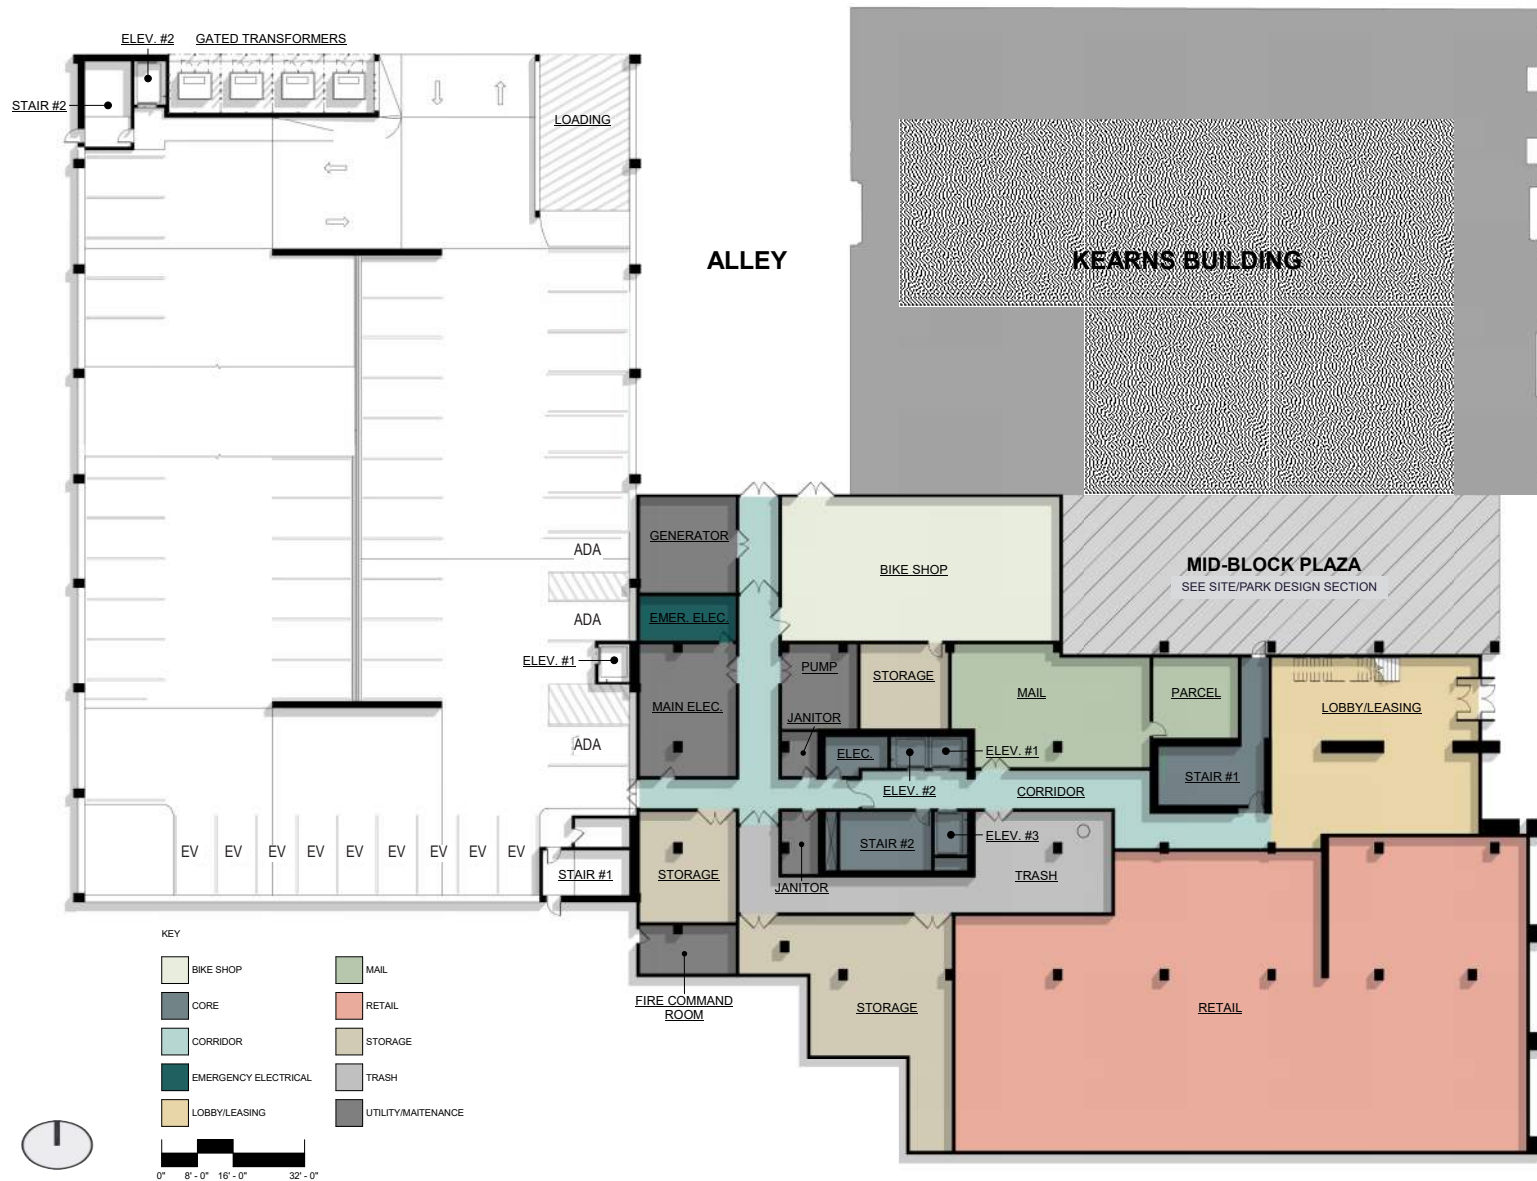 ELEV. #2
GATED TRANSFORMERS
STAIR #2
LOADING
ALLEY
KEARNS BUILDING
GENERATOR
ADA
BIKE SHOP
MID-BLOCK PLAZA
SEE SITE/PARK DESIGN SECTION
EMER. ELEC.
ADA
ELEV. #1
PUMP
STORAGE
MAIL
PARCEL
MAIN ELEC.
LOBBY/LEASING
JANITOR
ADA
ELEC.
ELEV. #1
STAIR #1
ELEV. #2
CORRIDOR
ELEV. #3
STAIR #2
EV
EV
EV
EV
EV
EV
EV
EV
EV
STAIR #1
STORAGE
JANITOR
TRASH
FIRE COMMAND
ROOM
STORAGE
RETAIL
KEY
BIKE SHOP
MAIL
CORE
RETAIL
CORRIDOR
STORAGE
EMERGENCY ELECTRICAL
TRASH
LOBBY/LEASING
UTILITY/MAITENANCE
0" 8' - 0" 16' - 0" 32' - 0"